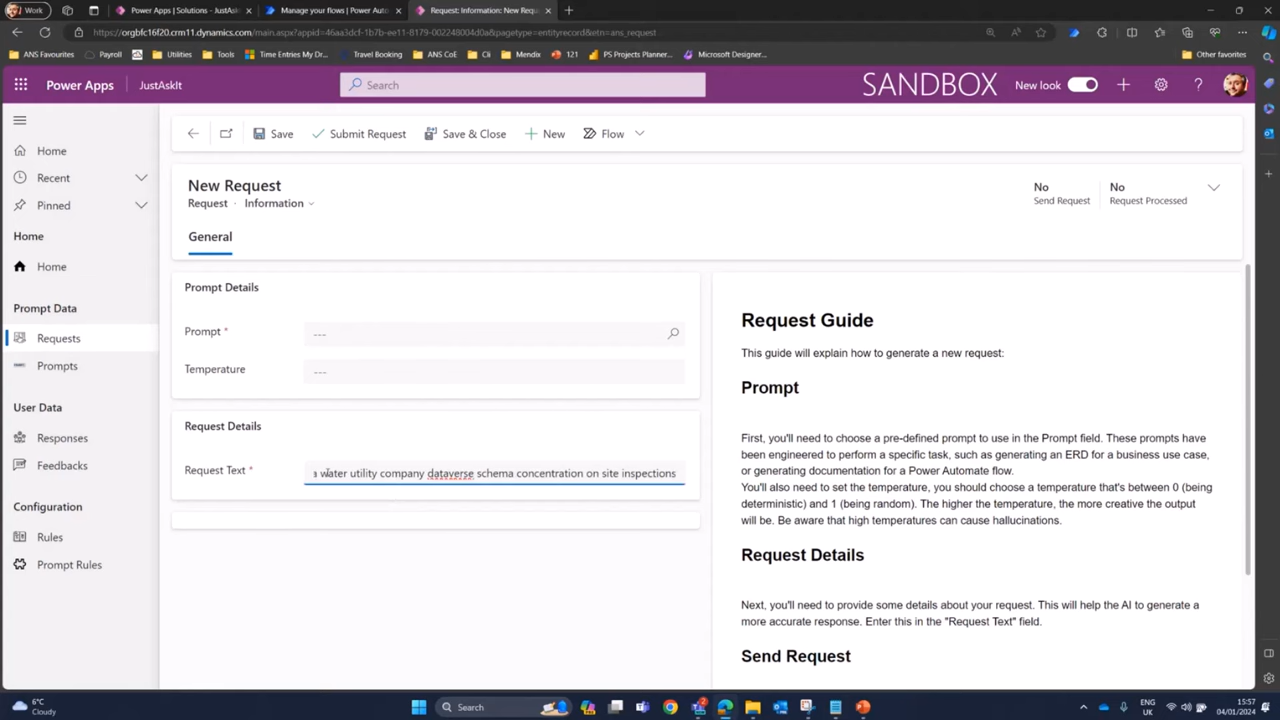 Work
Power Apps | Solutions - JustAsk
Manage your flows | Power Auto
Request: Information: New Requ
https://orgbfc16f20.crm11.dynamics.com/main.aspx?appid=46aa3dcf-1b7b-ee11-8179-002248004d0a&pagetype=entityrecord&etn=ans_request
ANS Favourites
Payroll
Utilities
Tools
Time Entries My Dr...
Travel Booking
ANS CoE
Cli
Mendix
121
PS Projects Planner...
Microsoft Designer...
Other favorites
Power Apps
JustAskIt
Search
SANDBOX
New look
Save
Submit Request
Save & Close
New
Flow
Home
Recent
Pinned
Home
Home
Prompt Data
Requests
Prompts
User Data
Responses
Feedbacks
Configuration
Rules
Prompt Rules
New Request
Request · Information
No
Send Request
No
Request Processed
General
Prompt Details
Prompt *
---
Temperature
---
Request Details
Request Text *
a water utility company dataverse schema concentration on site inspections
Request Guide
This guide will explain how to generate a new request:
Prompt
First, you'll need to choose a pre-defined prompt to use in the Prompt field. These prompts have
been engineered to perform a specific task, such as generating an ERD for a business use case,
or generating documentation for a Power Automate flow.
You'll also need to set the temperature, you should choose a temperature that's between 0 (being
deterministic) and 1 (being random). The higher the temperature, the more creative the output
will be. Be aware that high temperatures can cause hallucinations.
Request Details
Next, you'll need to provide some details about your request. This will help the AI to generate a
more accurate response. Enter this in the "Request Text" field.
Send Request
6°C
Cloudy
Search
ENG
UK
15:57
04/01/2024